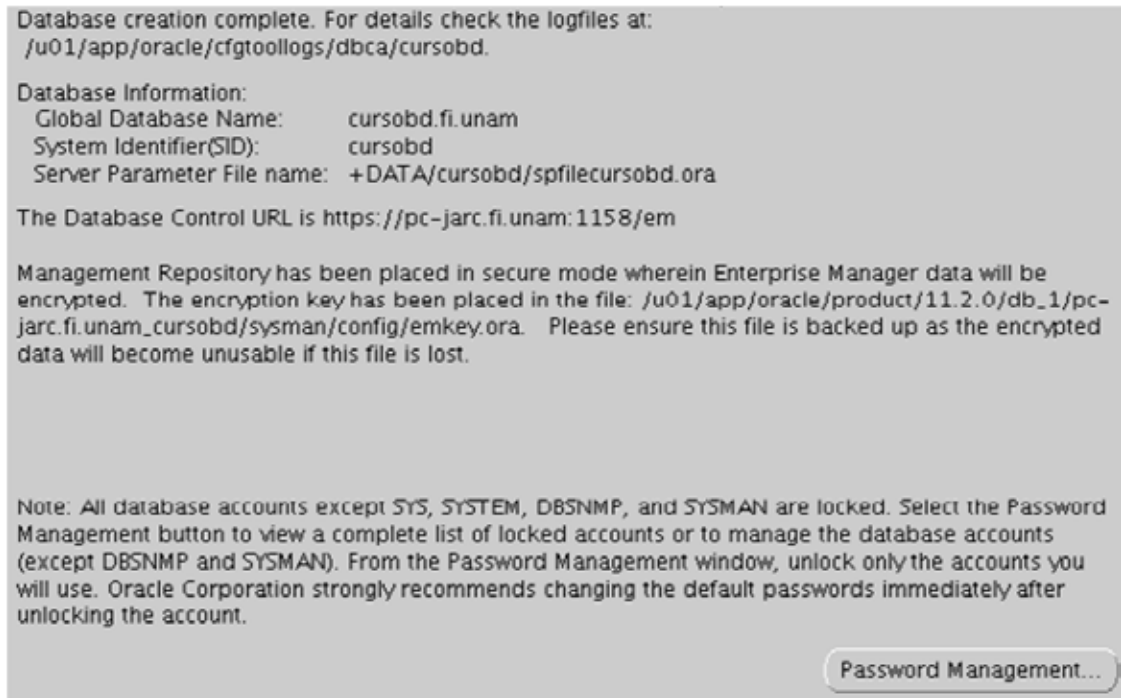 Database creation complete. For details check the logfiles at:
/u01/app/oracle/cfgtoollogs/dbca/cursobd.
Database Information:
Global Database Name: cursobd.fi.unam
System Identifier(SID): cursobd
Server Parameter File name: +DATA/cursobd/spfilecursobd.ora
The Database Control URL is https://pc-jarc.fi.unam:1158/em
Management Repository has been placed in secure mode wherein Enterprise Manager data will be
encrypted. The encryption key has been placed in the file: /u01/app/oracle/product/11.2.0/db_1/pc-
jarc.fi.unam_cursobd/sysman/config/emkey.ora. Please ensure this file is backed up as the encrypted
data will become unusable if this file is lost.
Note: All database accounts except SYS, SYSTEM, DBSNMP, and SYSMAN are locked. Select the Password
Management button to view a complete list of locked accounts or to manage the database accounts
(except DBSNMP and SYSMAN). From the Password Management window, unlock only the accounts you
will use. Oracle Corporation strongly recommends changing the default passwords immediately after
unlocking the account.
Password Management...